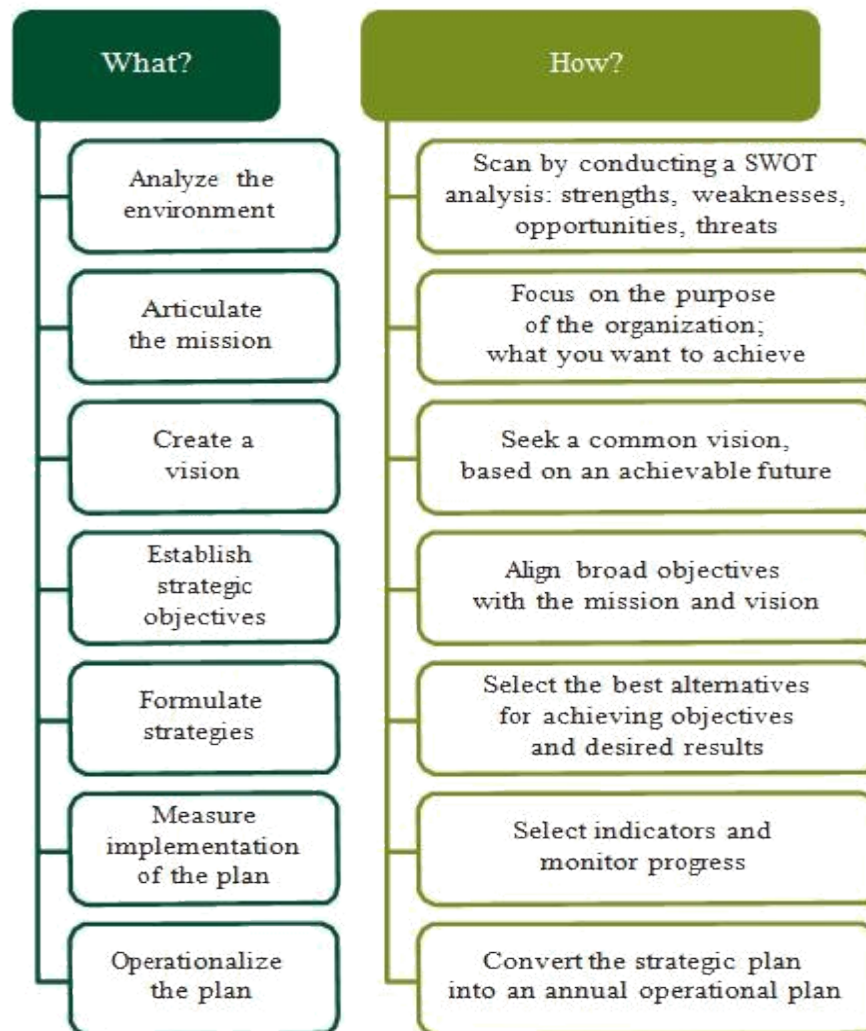 What?
Analyze the
environment
Articulate
the mission
Create a
vision
Establish
strategic
objectives
Formulate
strategies
Measure
implementation
of the plan
Operationalize
the plan
How?
Scan by conducting a SWOT
analysis: strengths, weaknesses,
opportunities, threats
Focus on the purpose
of the organization;
what you want to achieve
Seek a common vision,
based on an achievable future
Align broad objectives
with the mission and vision
Select the best alternatives
for achieving objectives
and desired results
Select indicators and
monitor progress
Convert the strategic plan
into an annual operational plan